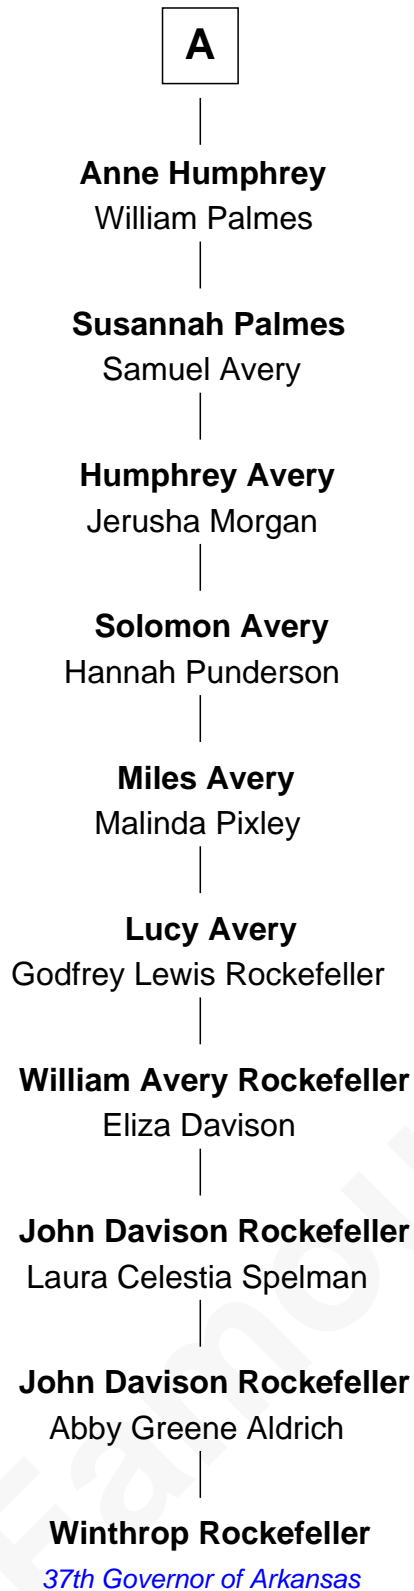 A
Anne Humphrey
William Palmes
Susannah Palmes
Samuel Avery
Humphrey Avery
Jerusha Morgan
Solomon Avery
Hannah Punderson
Miles Avery
Malinda Pixley
Lucy Avery
Godfrey Lewis Rockefeller
William Avery Rockefeller
Eliza Davison
John Davison Rockefeller
Laura Celestia Spelman
John Davison Rockefeller
Abby Greene Aldrich
Winthrop Rockefeller
37th Governor of Arkansas